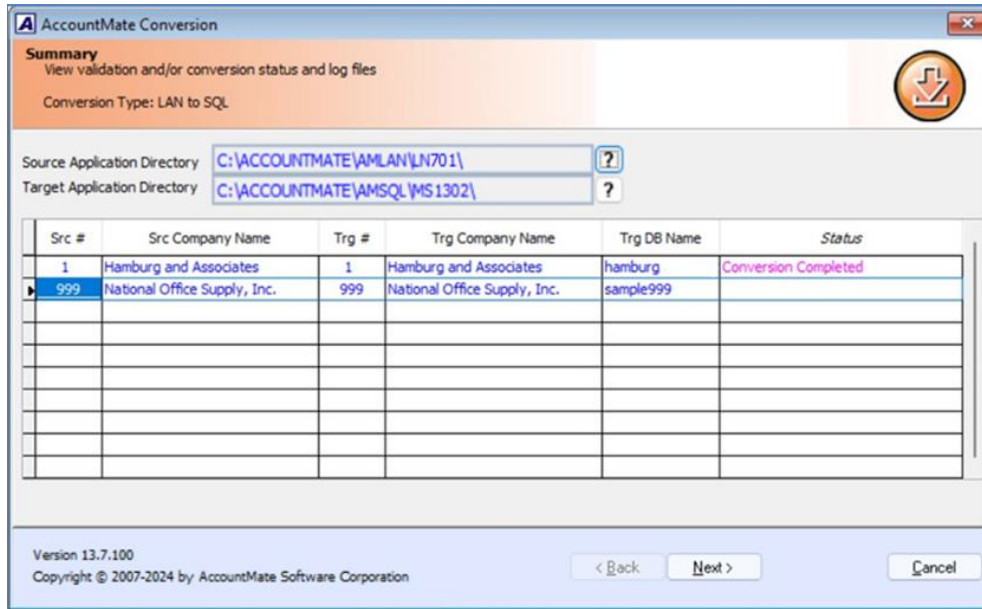 AccountMate Conversion
Summary
View validation and/or conversion status and log files
Conversion Type: LAN to SQL
Source Application Directory C:\ACCOUNTMATE\AMLAN\LN701\ ?
Target Application Directory C:\ACCOUNTMATE\AMSQL\MS1302\ ?
Src # Src Company Name Trg # Trg Company Name Trg DB Name Status
1 Hamburg and Associates 1 Hamburg and Associates hamburg Conversion Completed
999 National Office Supply, Inc. 999 National Office Supply, Inc. sample999
Version 13.7.100
Copyright © 2007-2024 by AccountMate Software Corporation
< Back Next > Cancel